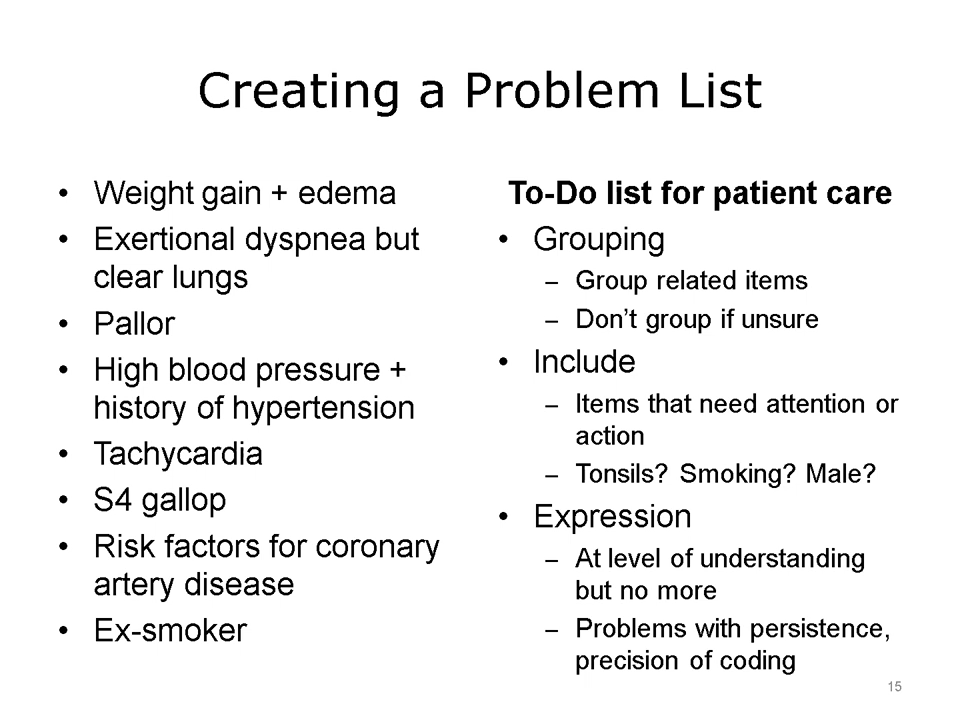 Creating a Problem List
• Weight gain + edema
• Exertional dyspnea but
clear lungs
• Pallor
• High blood pressure +
history of hypertension
• Tachycardia
• S4 gallop
• Risk factors for coronary
artery disease
• Ex-smoker
To-Do list for patient care
• Grouping
– Group related items
– Don't group if unsure
• Include
– Items that need attention or
action
– Tonsils? Smoking? Male?
• Expression
– At level of understanding
but no more
– Problems with persistence,
precision of coding
15